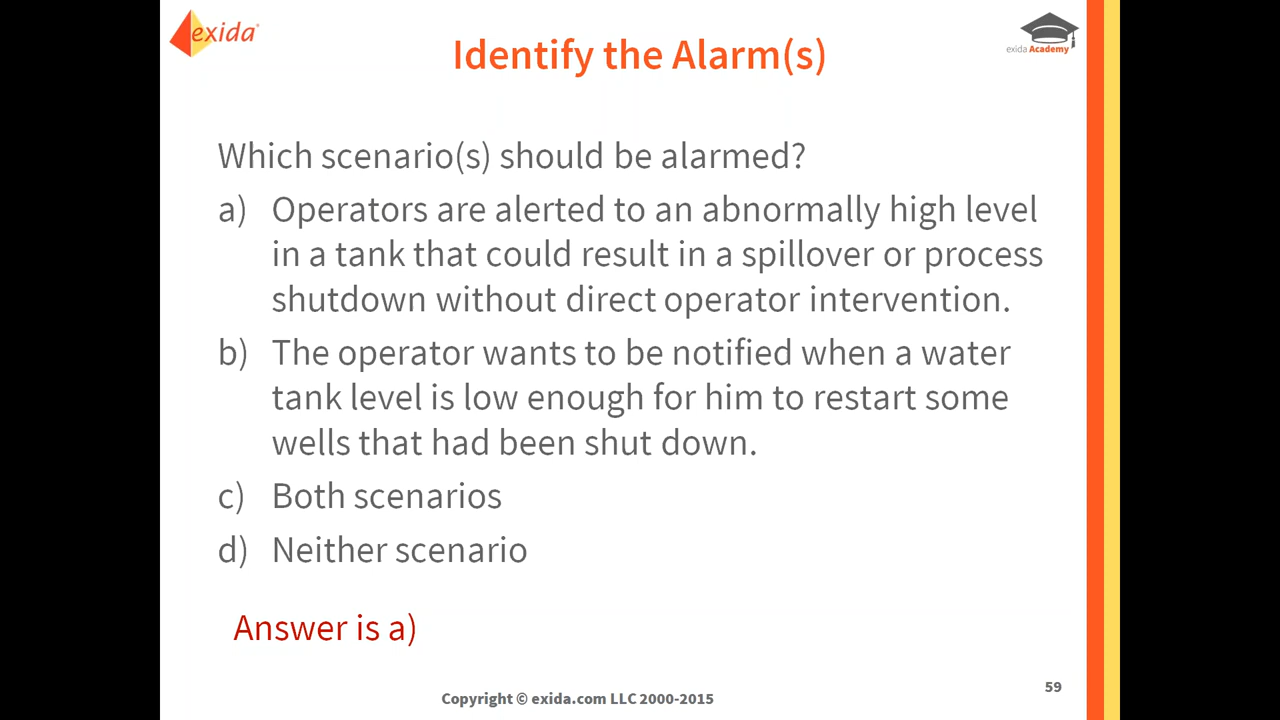 exida
exida Academy
Identify the Alarm(s)
Which scenario(s) should be alarmed?
a) Operators are alerted to an abnormally high level
in a tank that could result in a spillover or process
shutdown without direct operator intervention.
b) The operator wants to be notified when a water
tank level is low enough for him to restart some
wells that had been shut down.
c) Both scenarios
d) Neither scenario
Answer is a)
Copyright © exida.com LLC 2000-2015
59